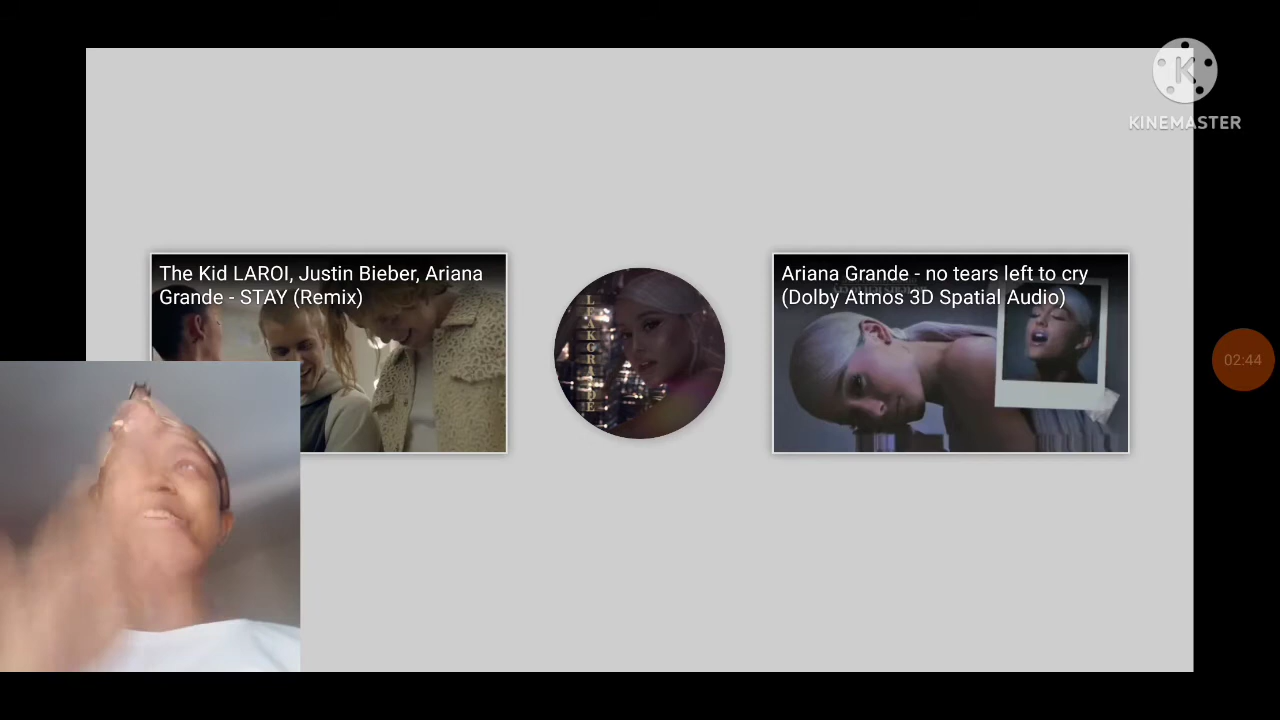 KINEMASTER
The Kid LAROI, Justin Bieber, Ariana
Grande - STAY (Remix)
LEAKGRANDE
Ariana Grande - no tears left to cry
(Dolby Atmos 3D Spatial Audio)
02:44